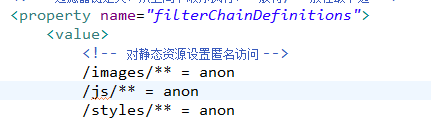 <property name="filterChainDefinitions">
<value>
<!-- 对静态资源设置匿名访问 -->
/images/** = anon
/js/** = anon
/styles/** = anon